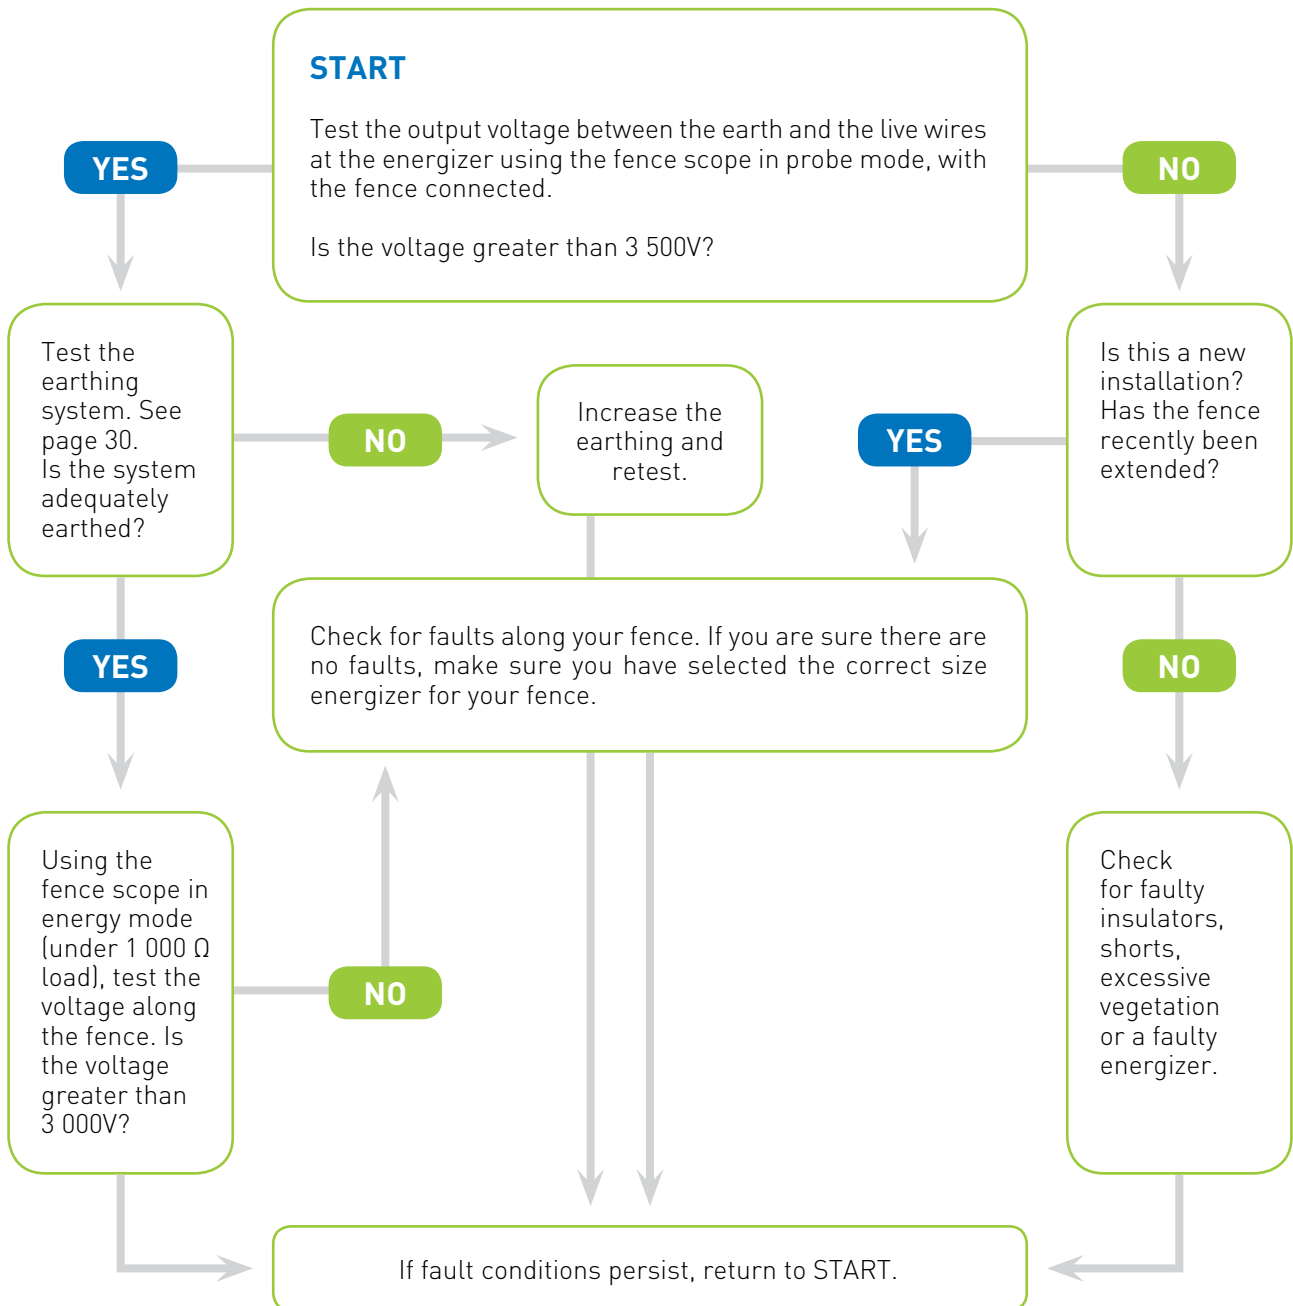 START
Test the output voltage between the earth and the live wires
at the energizer using the fence scope in probe mode, with
the fence connected.
Is the voltage greater than 3 500V?
YES
NO
Test the
earthing
system. See
page 30.
Is the system
adequately
earthed?
NO
Increase the
earthing and
retest.
YES
Is this a new
installation?
Has the fence
recently been
extended?
YES
Check for faults along your fence. If you are sure there are
no faults, make sure you have selected the correct size
energizer for your fence.
NO
Using the
fence scope in
energy mode
(under 1 000 Ω
load), test the
voltage along
the fence. Is
the voltage
greater than
3 000V?
NO
Check
for faulty
insulators,
shorts,
excessive
vegetation
or a faulty
energizer.
If fault conditions persist, return to START.